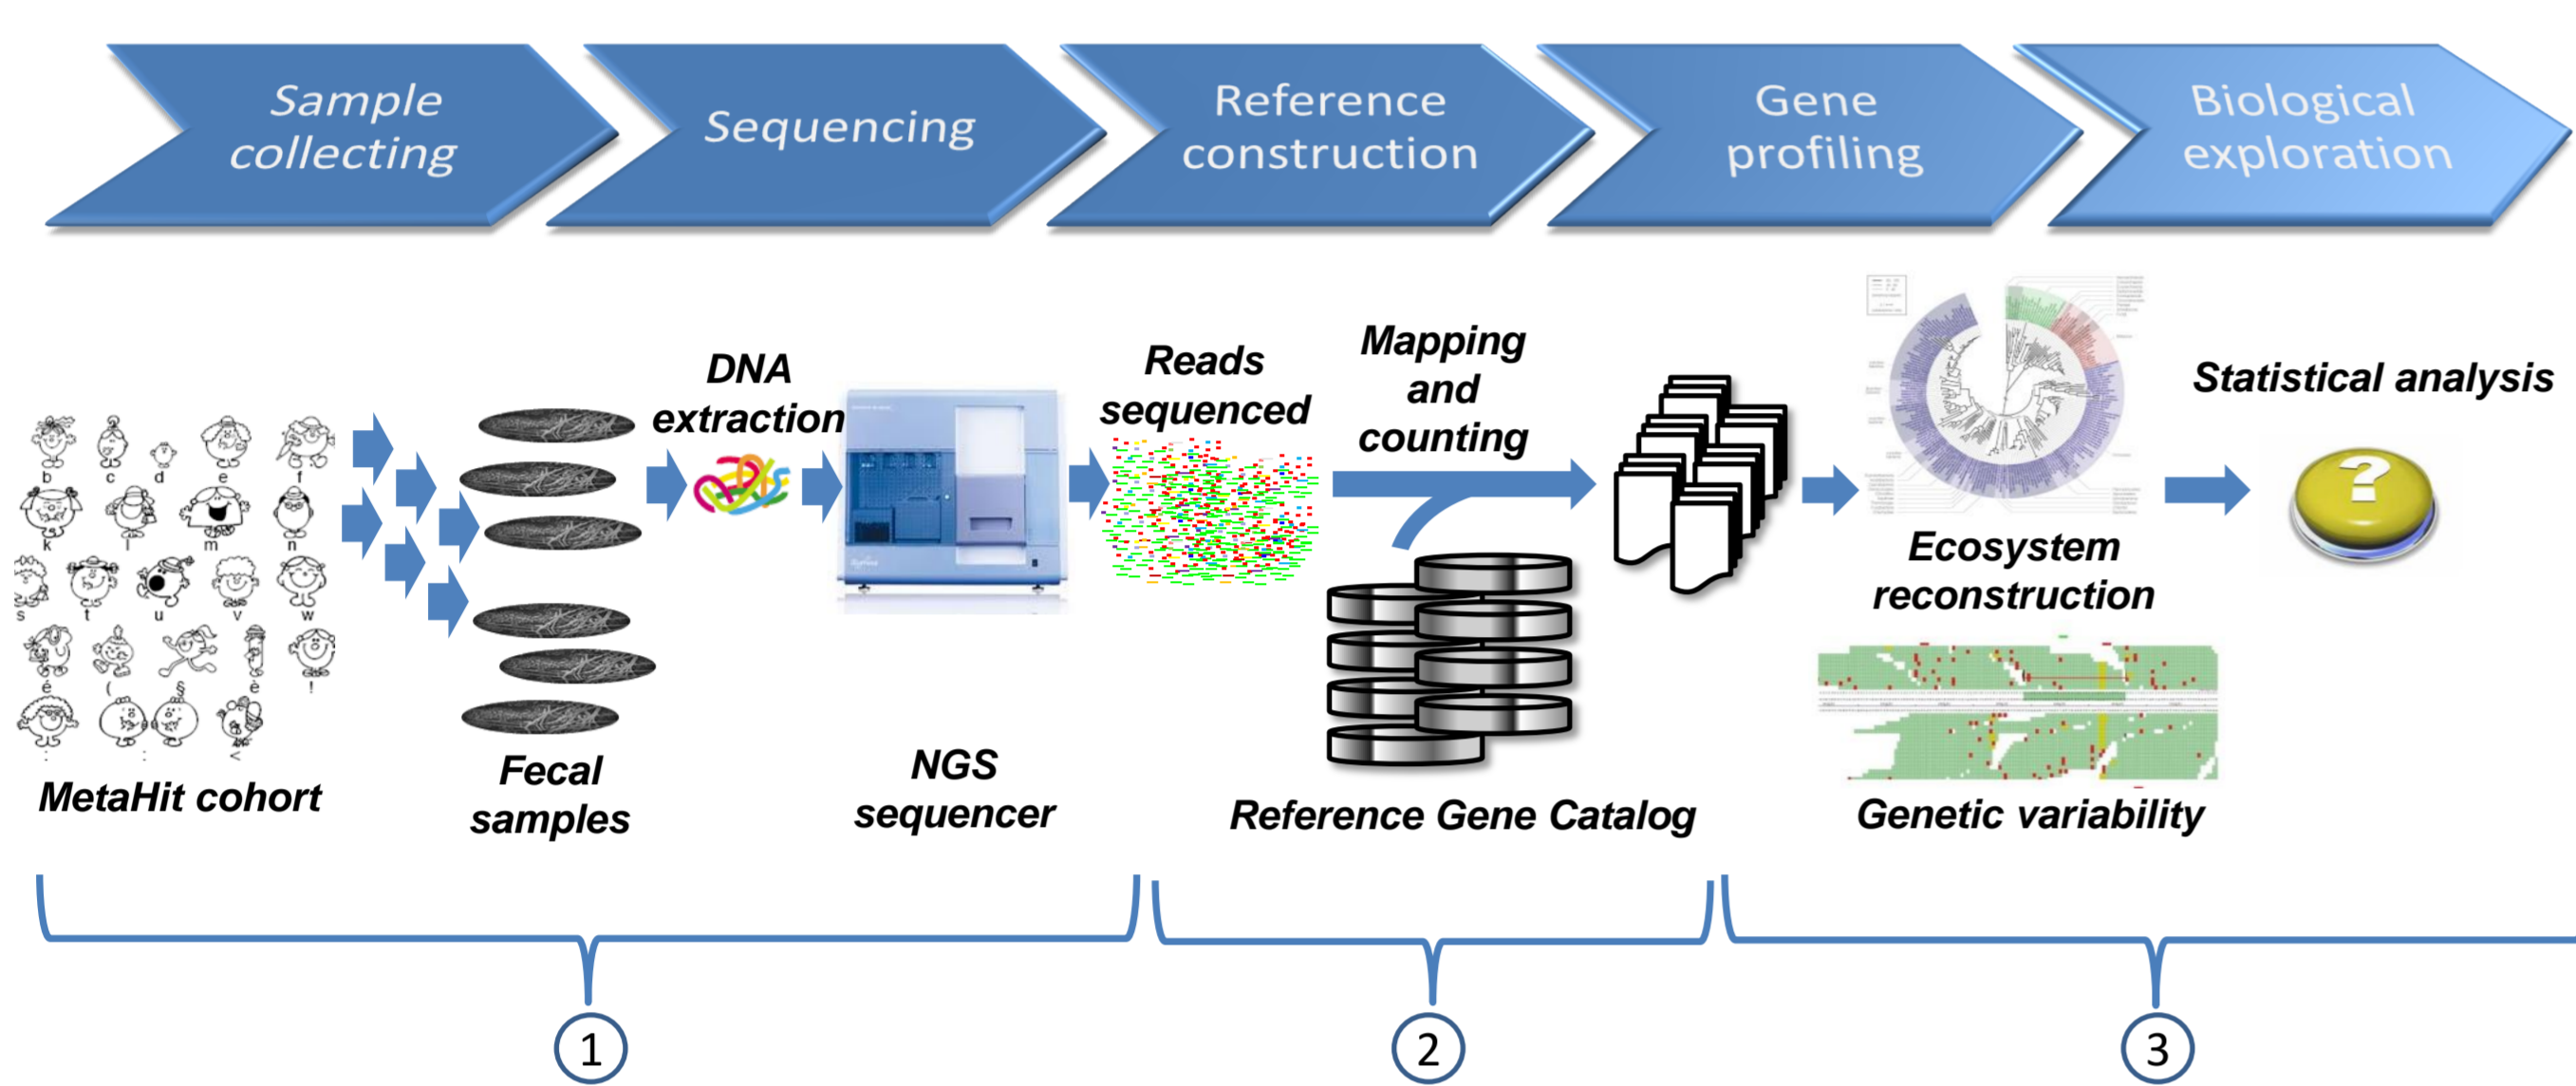 Sample
collecting
Sequencing
Reference
construction
Gene
profiling
Biological
exploration
DNA
extraction
Reads
sequenced
Mapping
and
counting
Statistical analysis
b c d e f
k l m n
s t u v w
é ( § è !
Ecosystem
reconstruction
MetaHit cohort
Fecal
samples
NGS
sequencer
Reference Gene Catalog
Genetic variability
1
2
3